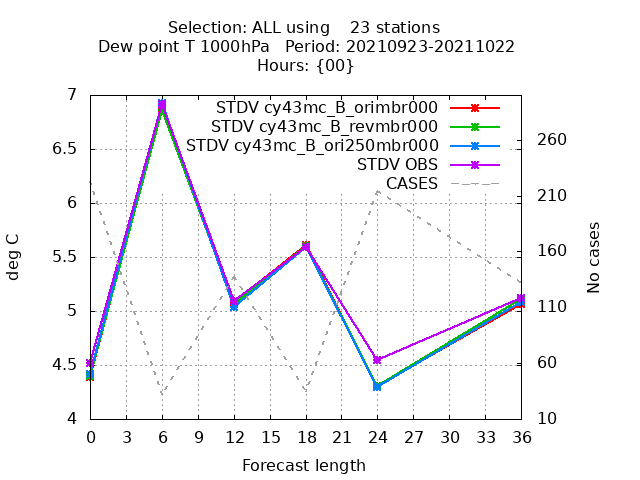 Selection: ALL using    23 stations
Dew point T 1000hPa   Period: 20210923-20211022
Hours: {00}
STDV cy43mc_B_orimbr000
STDV cy43mc_B_revmbr000
STDV cy43mc_B_ori250mbr000
STDV OBS
CASES
7
6.5
6
5.5
5
4.5
4
deg C
260
210
160
110
60
10
No cases
0 3 6 9 12 15 18 21 24 27 30 33 36
Forecast length